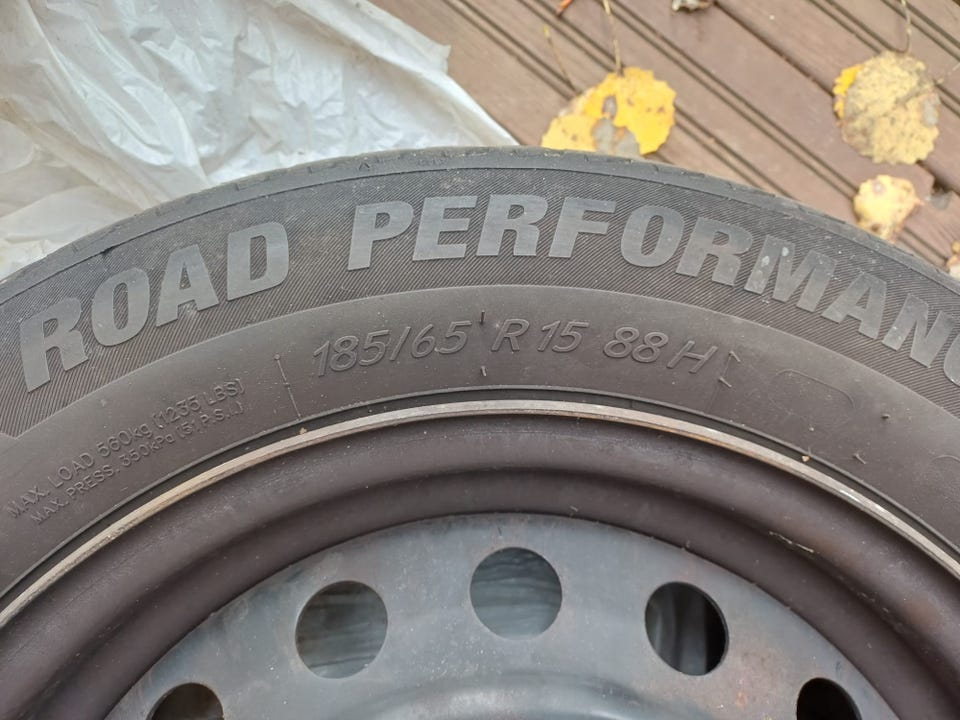 ROAD PERFORMANC
185/65 R 15 88 H
MAX. LOAD 560kg (1235 LBS)
MAX. PRESS. 350kPa (51 P.S.I.)